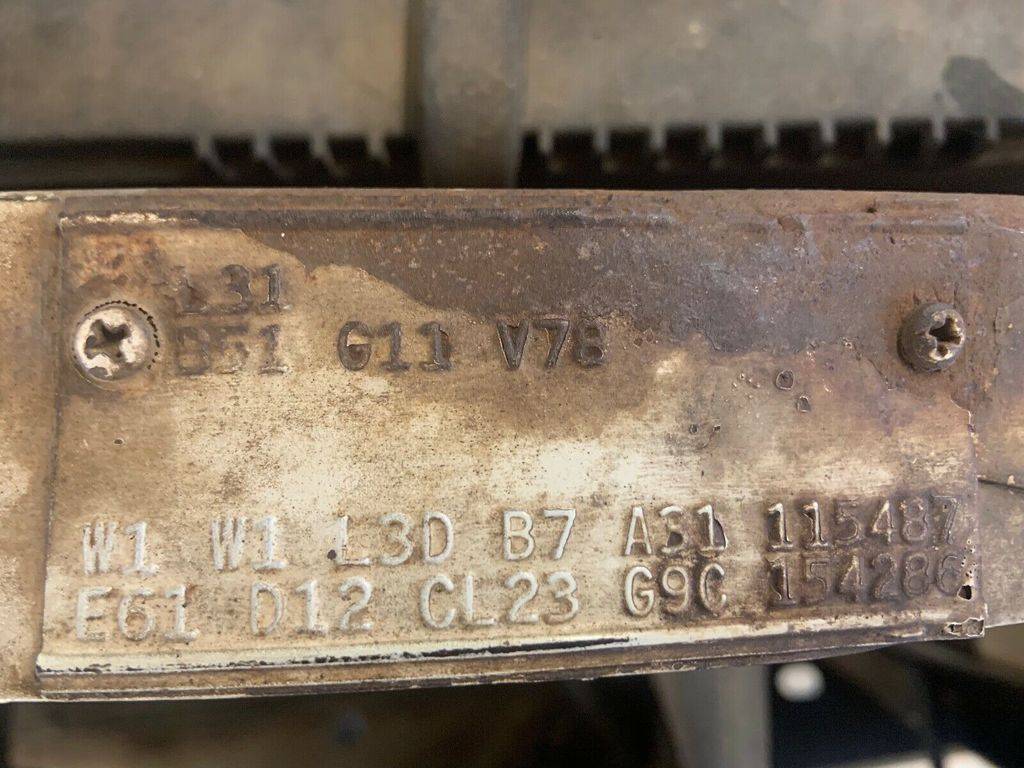 L31
B51 G11 V78
W1 W1 L3D B7 A31 115487
E61 D12 CL23 G9C 154286